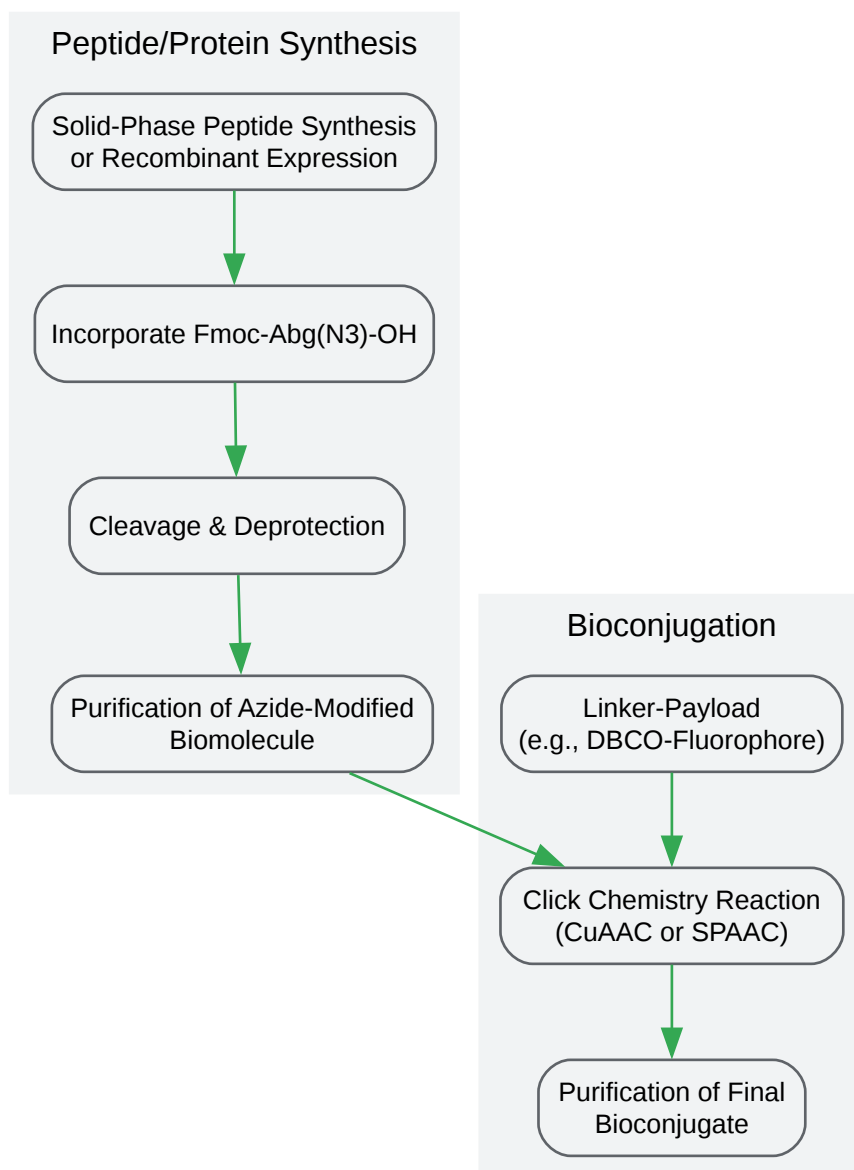 Peptide/Protein Synthesis
Solid-Phase Peptide Synthesis
or Recombinant Expression
Incorporate Fmoc-Abg(N3)-OH
Cleavage & Deprotection
Purification of Azide-Modified
Biomolecule
Bioconjugation
Linker-Payload
(e.g., DBCO-Fluorophore)
Click Chemistry Reaction
(CuAAC or SPAAC)
Purification of Final
Bioconjugate